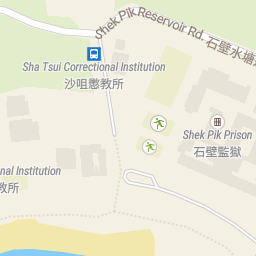 Shek Pik Reservoir Rd. 石壁水塘
Sha Tsui Correctional Institution
沙咀懲教所
Shek Pik Prison
石壁監獄
nal Institution
教所